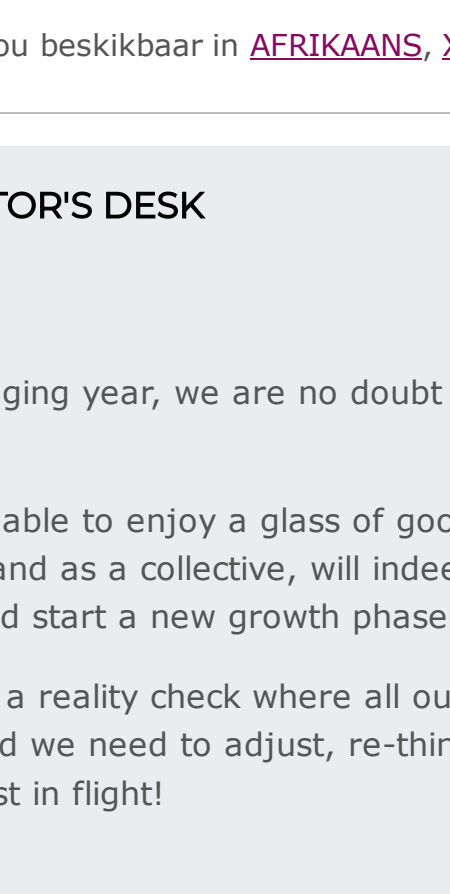 ou beskikbaar in AFRIKAANS, X
TOR'S DESK
ging year, we are no doubt
able to enjoy a glass of goo
and as a collective, will indee
d start a new growth phase
a reality check where all ou
d we need to adjust, re-thin
st in flight!